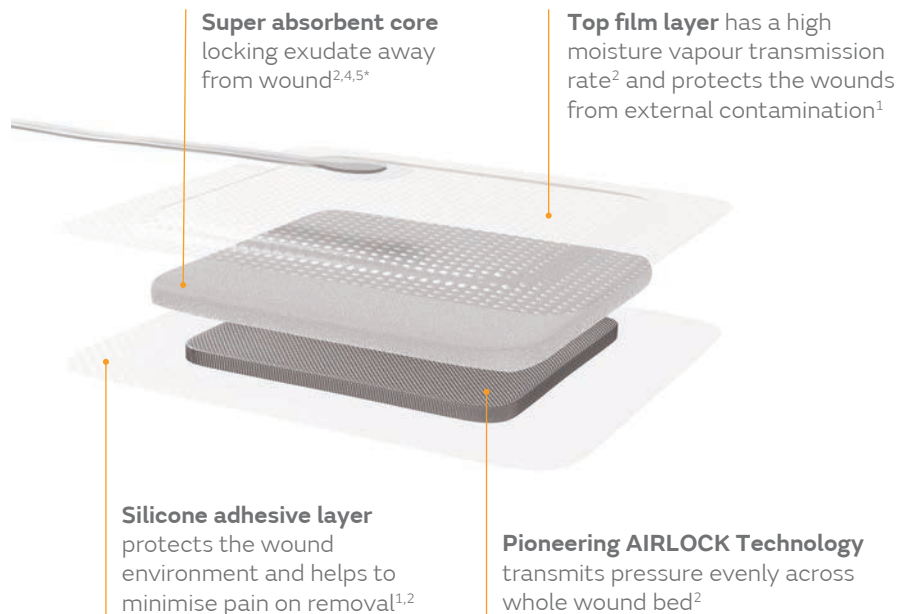 Super absorbent core
locking exudate away
from wound2,4,5*
Top film layer has a high
moisture vapour transmission
rate2 and protects the wounds
from external contamination1
Silicone adhesive layer
protects the wound
environment and helps to
minimise pain on removal1,2
Pioneering AIRLOCK Technology
transmits pressure evenly across
whole wound bed2